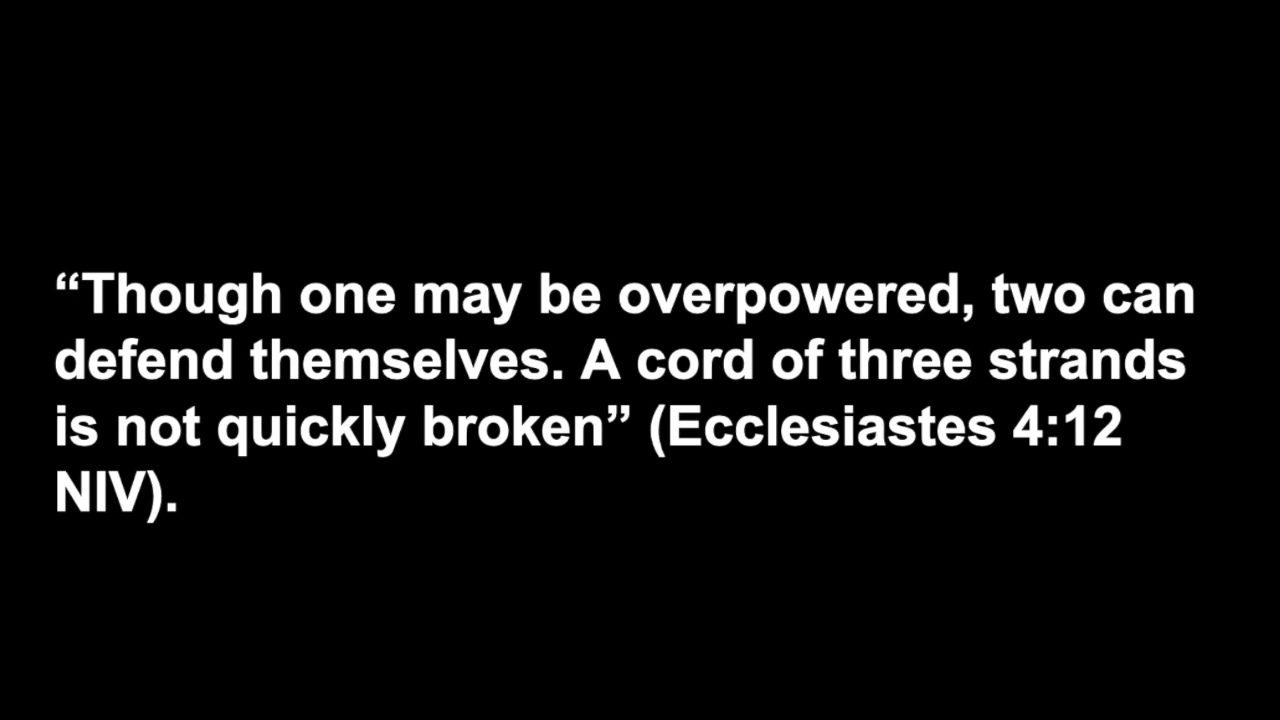 “Though one may be overpowered, two can
defend themselves. A cord of three strands
is not quickly broken” (Ecclesiastes 4:12
NIV).